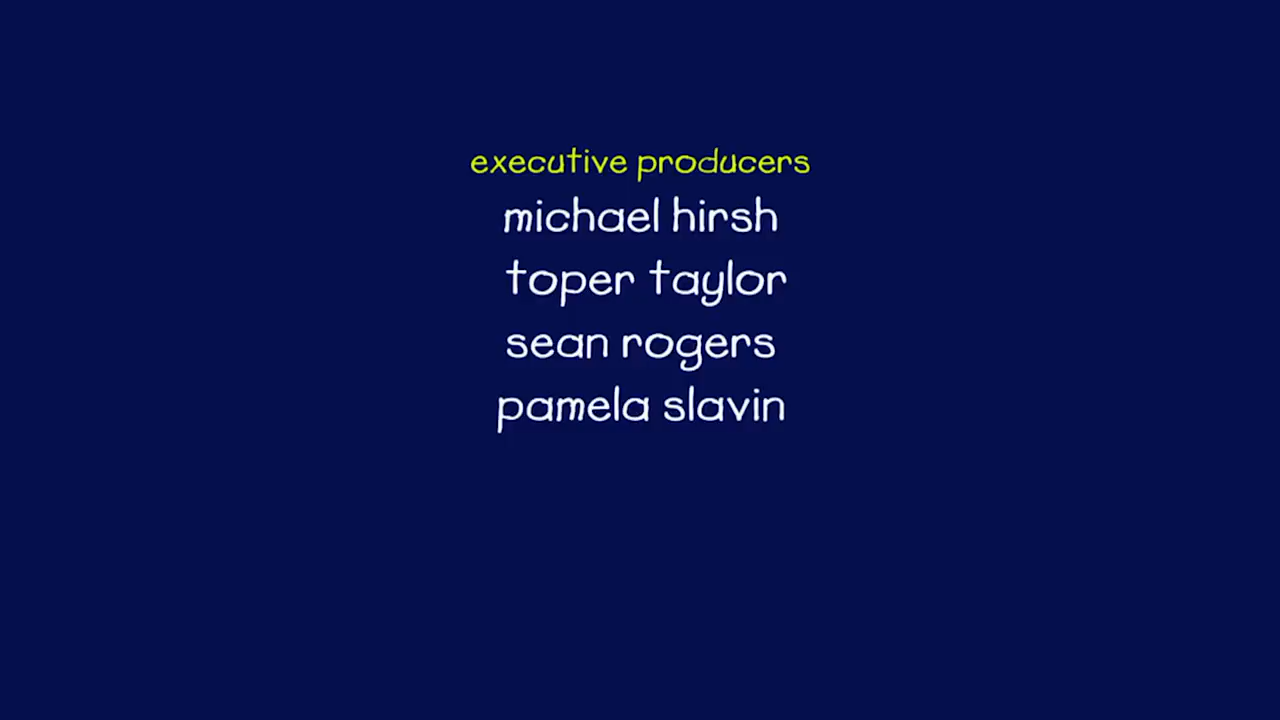 executive producers
michael hirsh
toper taylor
sean rogers
pamela slavin